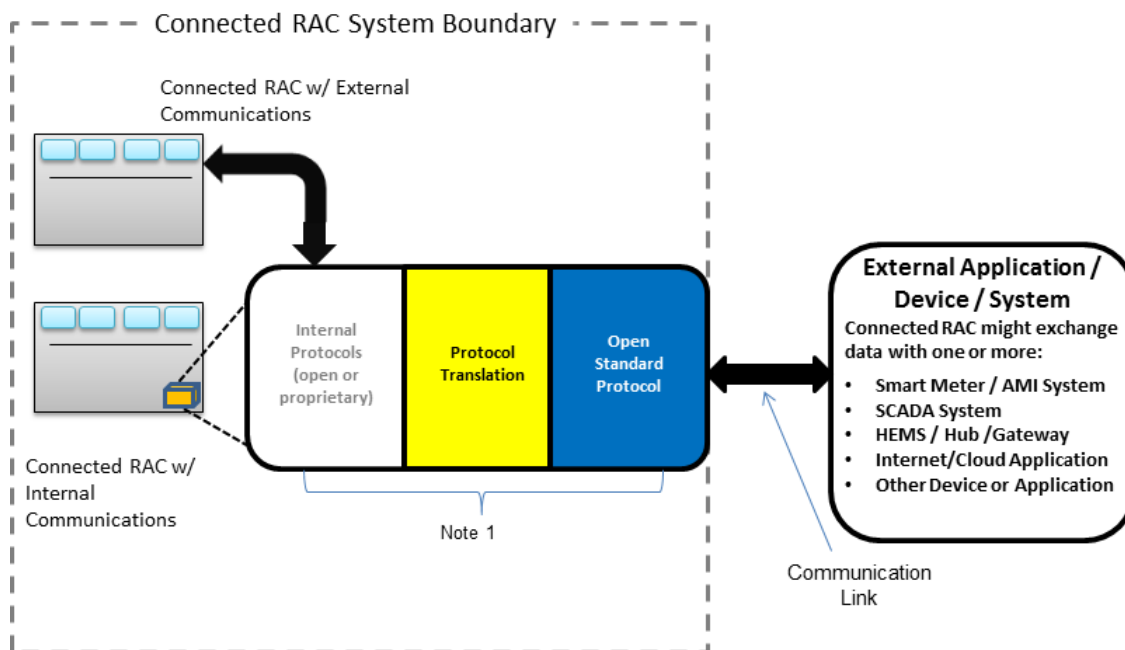 Connected RAC System Boundary
Connected RAC w/ External
Communications
Connected RAC w/
Internal
Communications
Internal
Protocols
(open or
proprietary)
Protocol
Translation
Open
Standard
Protocol
Note 1
External Application /
Device / System
Connected RAC might exchange
data with one or more:
• Smart Meter / AMI System
• SCADA System
• HEMS / Hub /Gateway
• Internet/Cloud Application
• Other Device or Application
Communication
Link